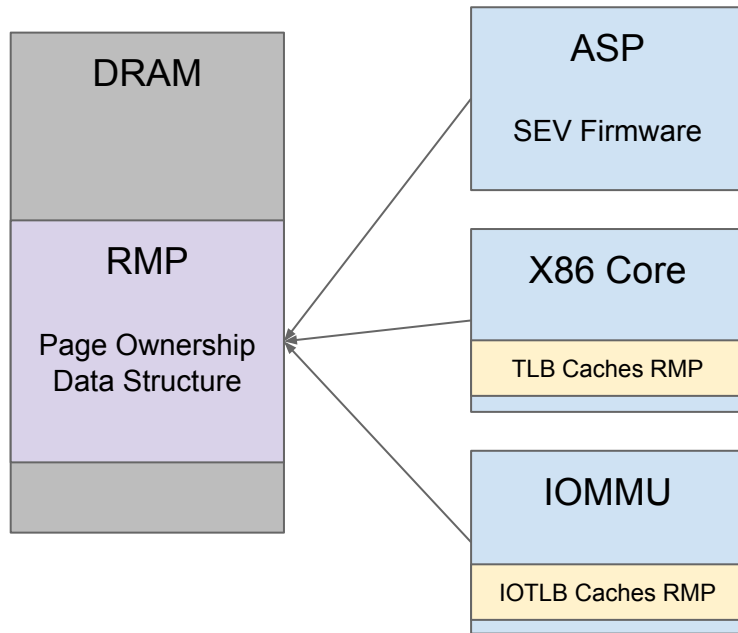 DRAM
RMP
Page Ownership
Data Structure
ASP
SEV Firmware
X86 Core
TLB Caches RMP
IOMMU
IOTLB Caches RMP